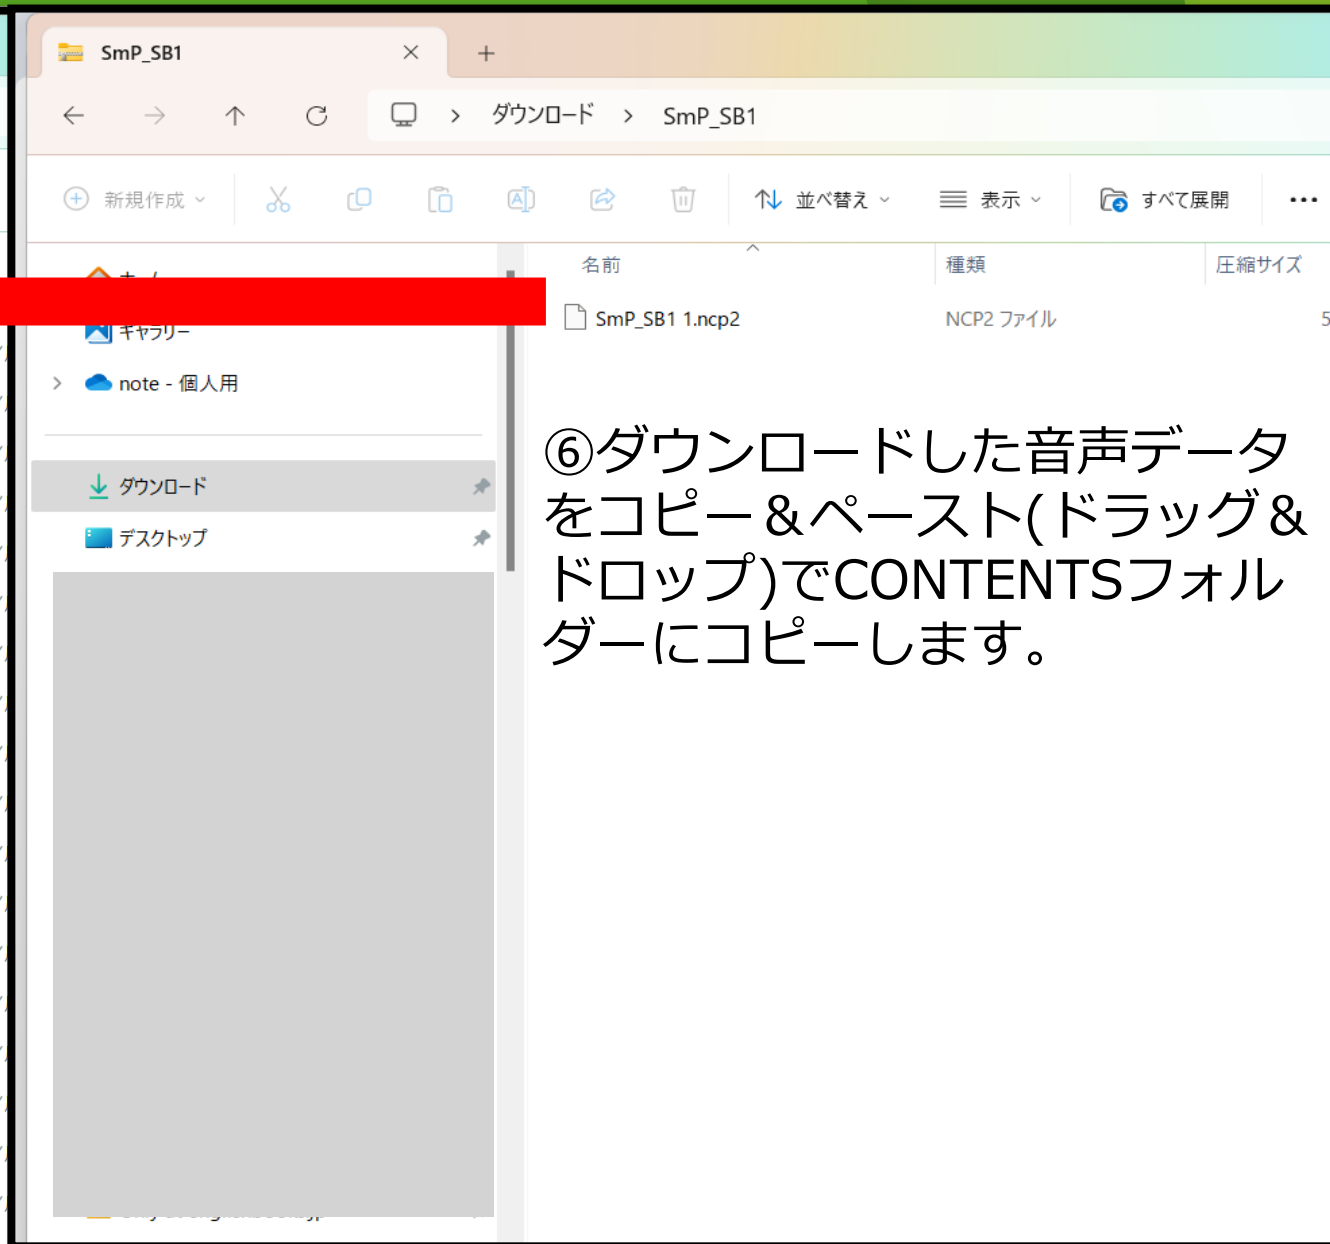 SmP_SB1
ダウンロード > SmP_SB1
新規作成 並べ替え 表示 すべて展開 ...
名前 種類 圧縮サイズ
SmP_SB1 1.ncp2 NCP2 ファイル 5
ギャラリー
note - 個人用
ダウンロード
デスクトップ
⑥ダウンロードした音声データ
をコピー＆ペースト(ドラッグ＆
ドロップ)でCONTENTSフォル
ダーにコピーします。